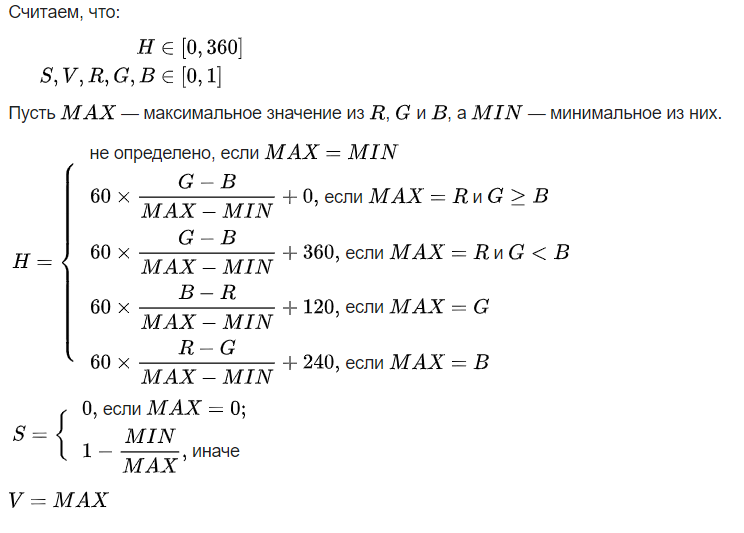 Считаем, что:
H ∈ [0, 360]
S, V, R, G, B ∈ [0, 1]
Пусть MAX — максимальное значение из R, G и B, а MIN — минимальное из них.
H = {
не определено, если MAX = MIN
60 × (G − B)/(MAX − MIN) + 0, если MAX = R и G ≥ B
60 × (G − B)/(MAX − MIN) + 360, если MAX = R и G < B
60 × (B − R)/(MAX − MIN) + 120, если MAX = G
60 × (R − G)/(MAX − MIN) + 240, если MAX = B
S = {
0, если MAX = 0;
1 − MIN/MAX, иначе
V = MAX